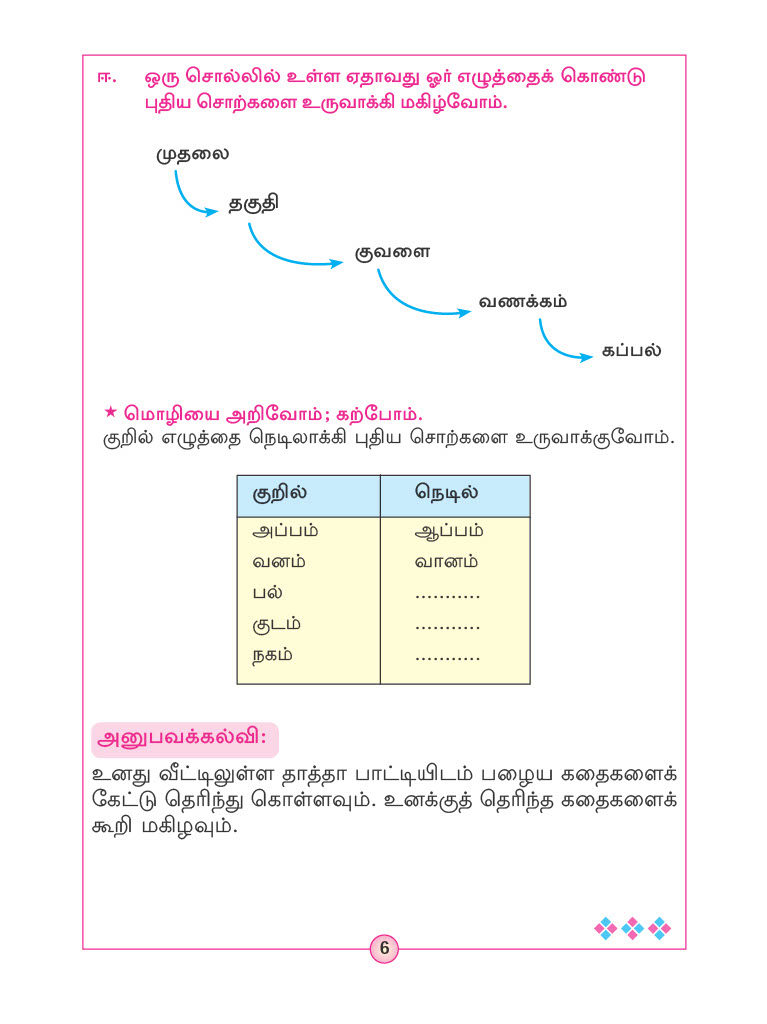 ஈ. ஒரு சொல்லில் உள்ள ஏதாவது ஓர் எழுத்தைக் கொண்டு
புதிய சொற்களை உருவாக்கி மகிழ்வோம்.
முதலை
தகுதி
குவளை
வணக்கம்
கப்பல்
★ மொழியை அறிவோம்; கற்போம்.
குறில் எழுத்தை நெடிலாக்கி புதிய சொற்களை உருவாக்குவோம்.
குறில் நெடில்
அப்பம் ஆப்பம்
வனம் வானம்
பல் ...........
குடம் ...........
நகம் ...........
அனுபவக்கல்வி:
உனது வீட்டிலுள்ள தாத்தா பாட்டியிடம் பழைய கதைகளைக்
கேட்டு தெரிந்து கொள்ளவும். உனக்குத் தெரிந்த கதைகளைக்
கூறி மகிழவும்.
6